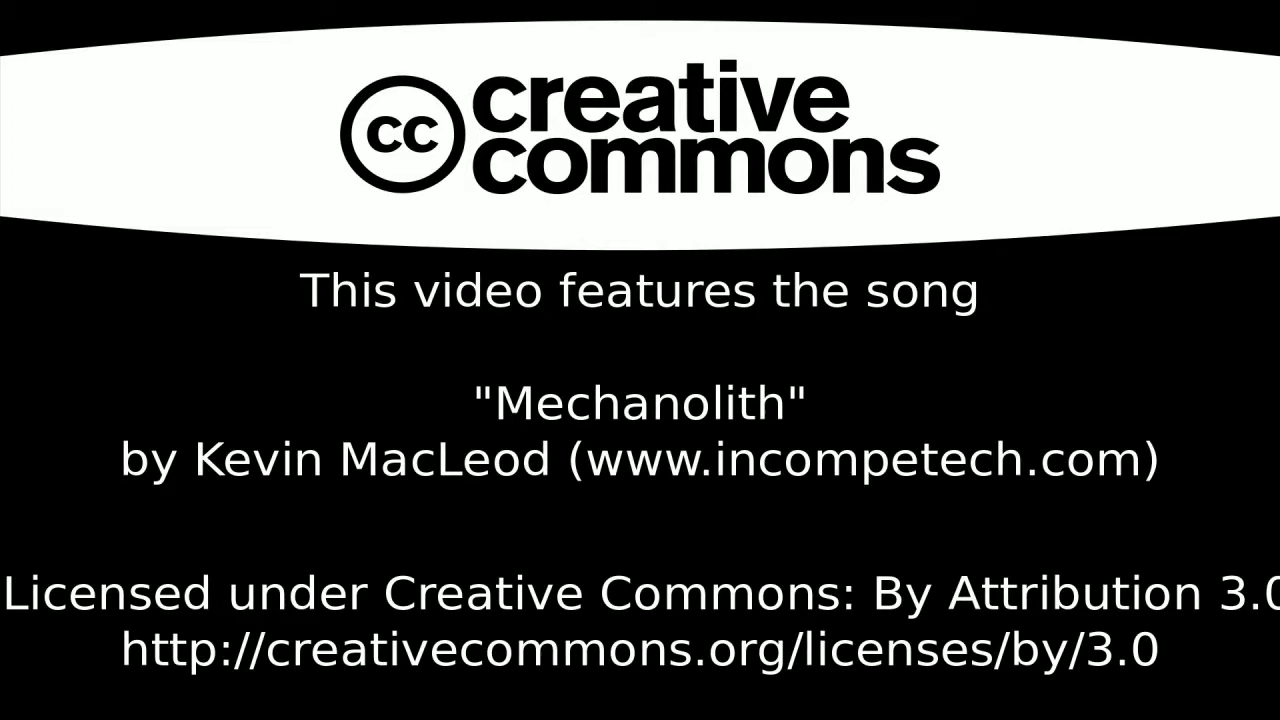 cc creative
commons
This video features the song
"Mechanolith"
by Kevin MacLeod (www.incompetech.com)
Licensed under Creative Commons: By Attribution 3.0
http://creativecommons.org/licenses/by/3.0